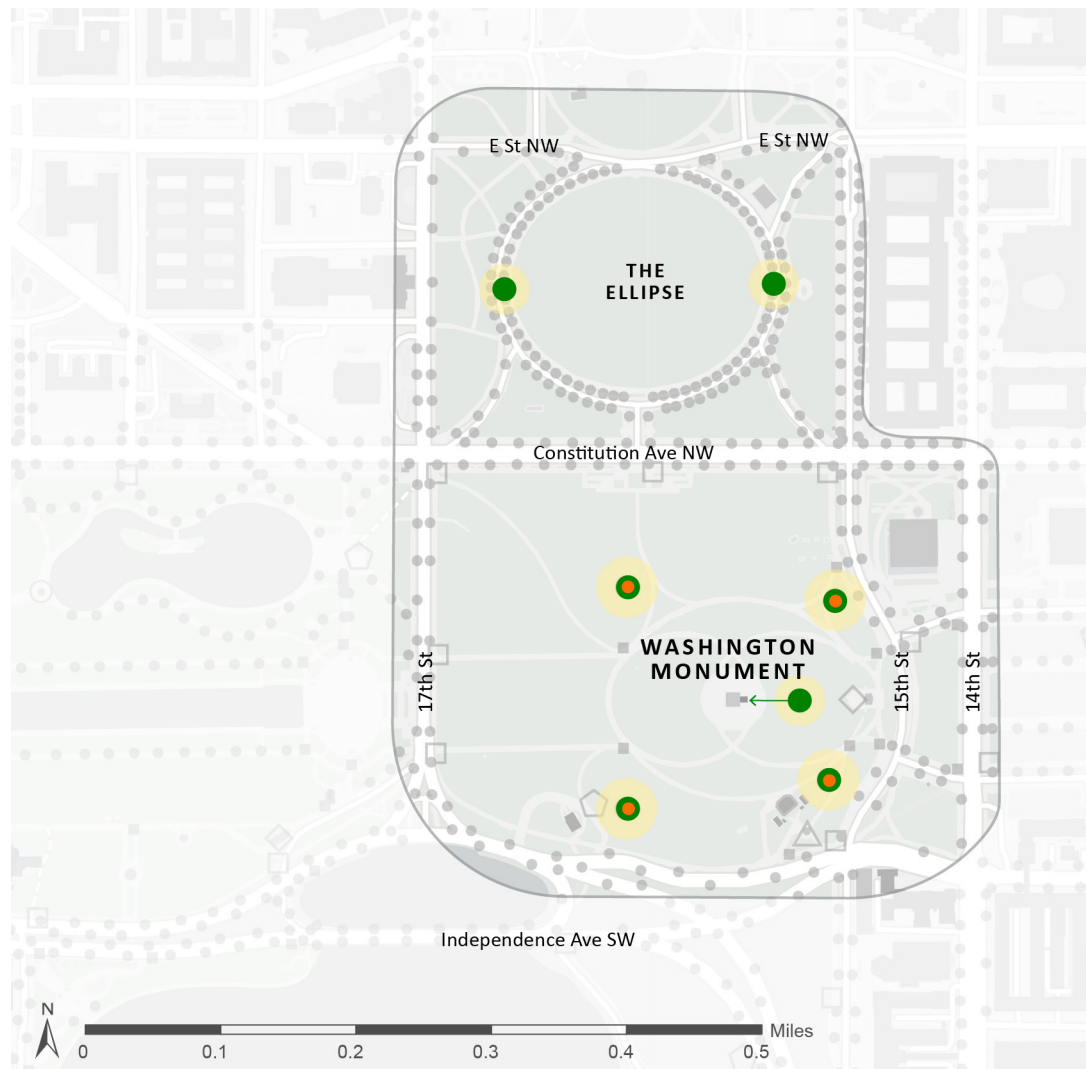 E St NW
E St NW
THE
ELLIPSE
Constitution Ave NW
WASHINGTON
MONUMENT
17th St
15th St
14th St
Independence Ave SW
N
Miles
0
0.1
0.2
0.3
0.4
0.5